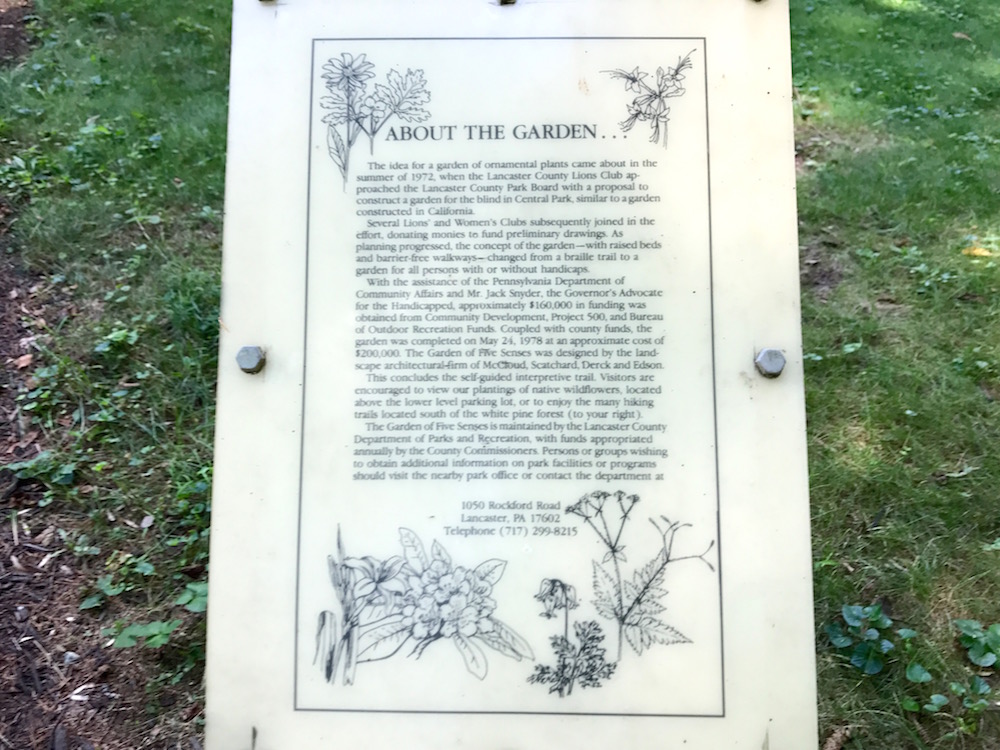 ABOUT THE GARDEN...
The idea for a garden of ornamental plants came about in the
summer of 1972, when the Lancaster County Lions Club ap-
proached the Lancaster County Park Board with a proposal to
construct a garden for the blind in Central Park, similar to a garden
constructed in California.
Several Lions' and Women's Clubs subsequently joined in the
effort, donating monies to fund preliminary drawings. As
planning progressed, the concept of the garden—with raised beds
and barrier-free walkways—changed from a braille trail to a
garden for all persons with or without handicaps.
With the assistance of the Pennsylvania Department of
Community Affairs and Mr. Jack Snyder, the Governor's Advocate
for the Handicapped, approximately $160,000 in funding was
obtained from Community Development, Project 500, and Bureau
of Outdoor Recreation Funds. Coupled with county funds, the
garden was completed on May 24, 1978 at an approximate cost of
$200,000. The Garden of Five Senses was designed by the land-
scape architectural firm of McCloud, Scatchard, Derck and Edson.
This concludes the self-guided interpretive trail. Visitors are
encouraged to view our plantings of native wildflowers, located
above the lower level parking lot, or to enjoy the many hiking
trails located south of the white pine forest (to your right).
The Garden of Five Senses is maintained by the Lancaster County
Department of Parks and Recreation, with funds appropriated
annually by the County Commissioners. Persons or groups wishing
to obtain additional information on park facilities or programs
should visit the nearby park office or contact the department at
1050 Rockford Road
Lancaster, PA 17602
Telephone (717) 299-8215